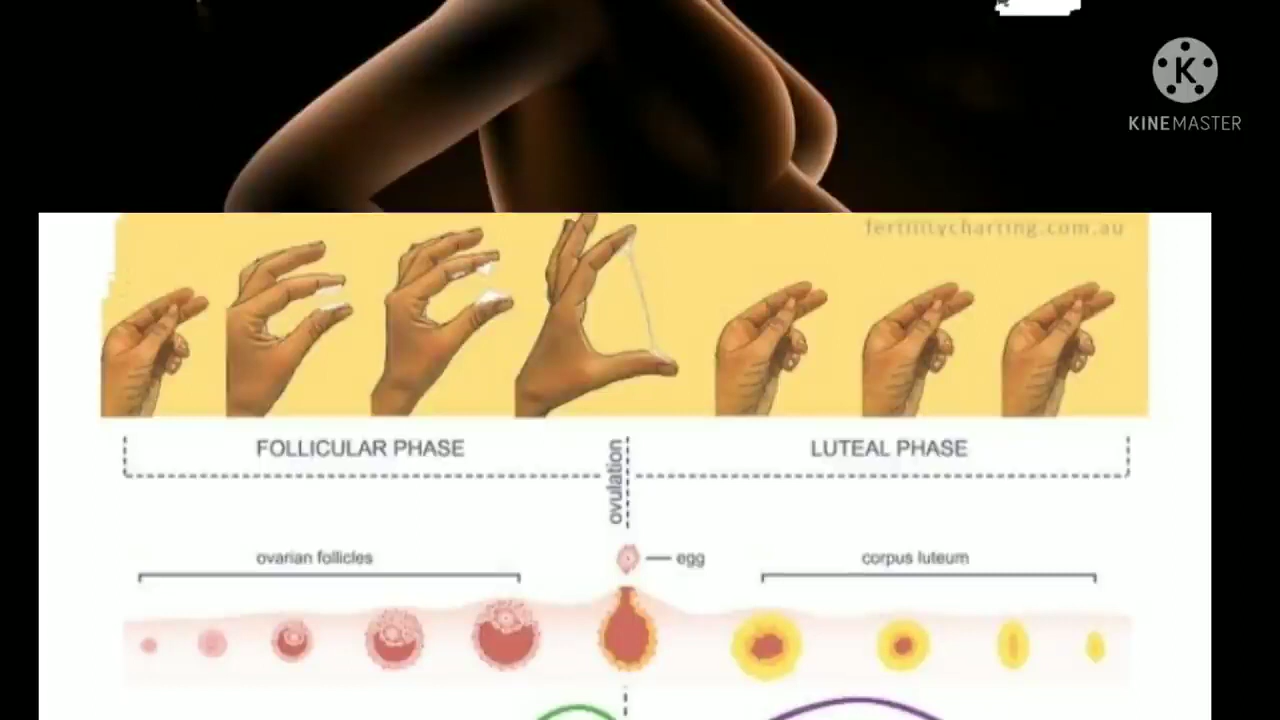 KINEMASTER
fertilitycharting.com.au
FOLLICULAR PHASE
ovulation
LUTEAL PHASE
ovarian follicles
egg
corpus luteum